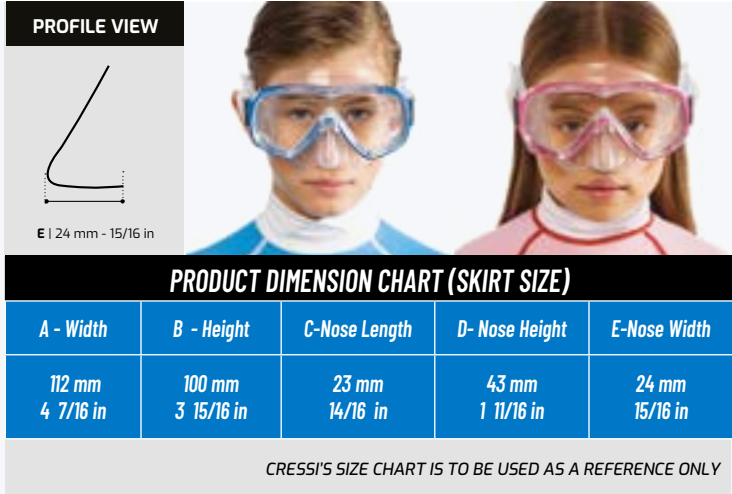 PROFILE VIEW
E | 24 mm - 15/16 in
PRODUCT DIMENSION CHART (SKIRT SIZE)
A - Width B - Height C-Nose Length D- Nose Height E-Nose Width
112 mm 100 mm 23 mm 43 mm 24 mm
4 7/16 in 3 15/16 in 14/16 in 1 11/16 in 15/16 in
CRESSI'S SIZE CHART IS TO BE USED AS A REFERENCE ONLY